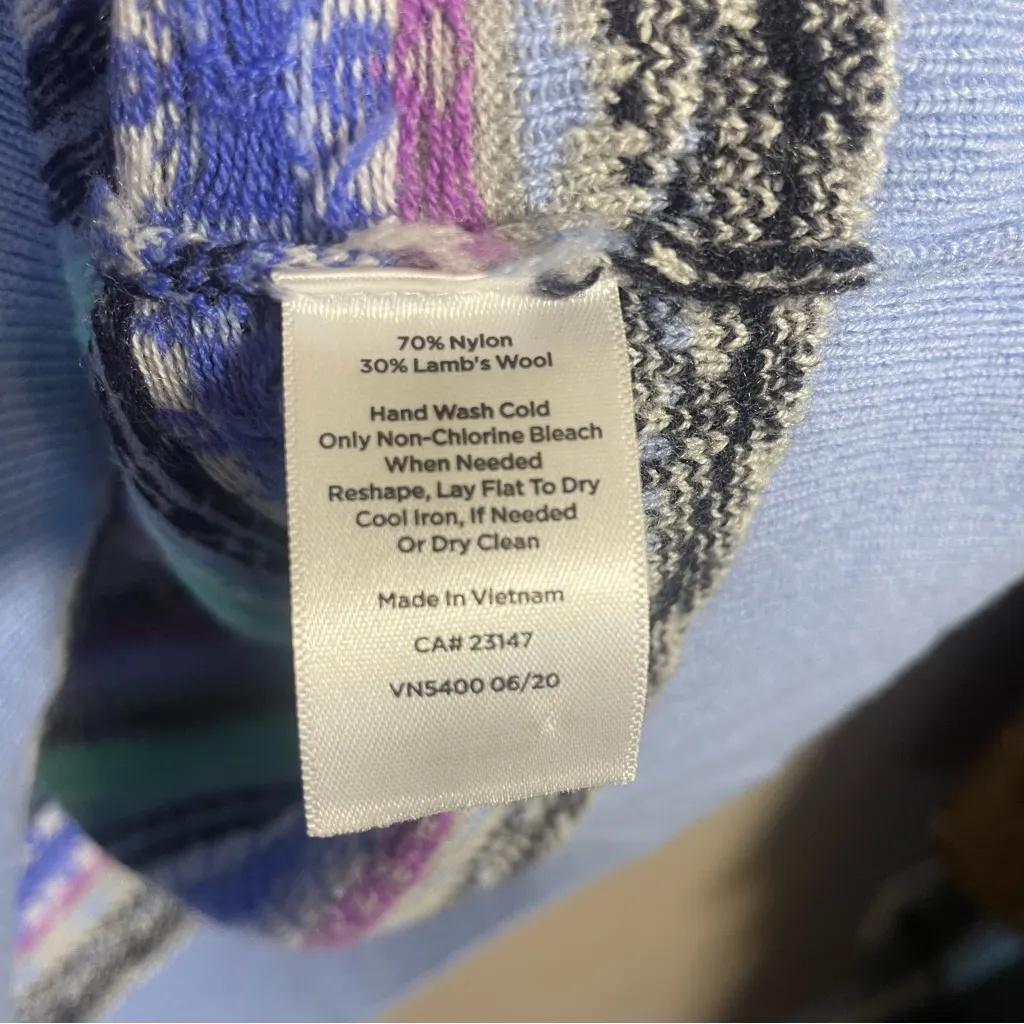 70% Nylon
30% Lamb's Wool
Hand Wash Cold
Only Non-Chlorine Bleach
When Needed
Reshape, Lay Flat To Dry
Cool Iron, If Needed
Or Dry Clean
Made In Vietnam
CA# 23147
VN5400 06/20